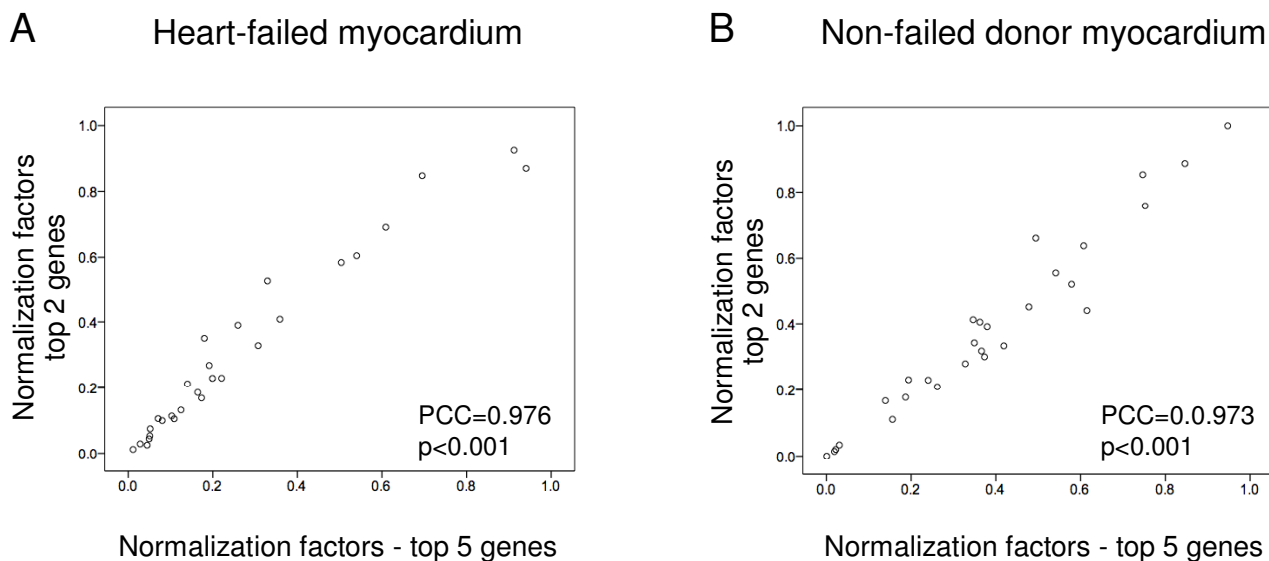 A
Heart-failed myocardium
Normalization factors
top 2 genes
1.0
0.8
0.6
0.4
0.2
0.0
PCC=0.976
p<0.001
0.0 0.2 0.4 0.6 0.8 1.0
Normalization factors - top 5 genes
B
Non-failed donor myocardium
Normalization factors
top 2 genes
1.0
0.8
0.6
0.4
0.2
0.0
PCC=0.0.973
p<0.001
0.0 0.2 0.4 0.6 0.8 1.0
Normalization factors - top 5 genes